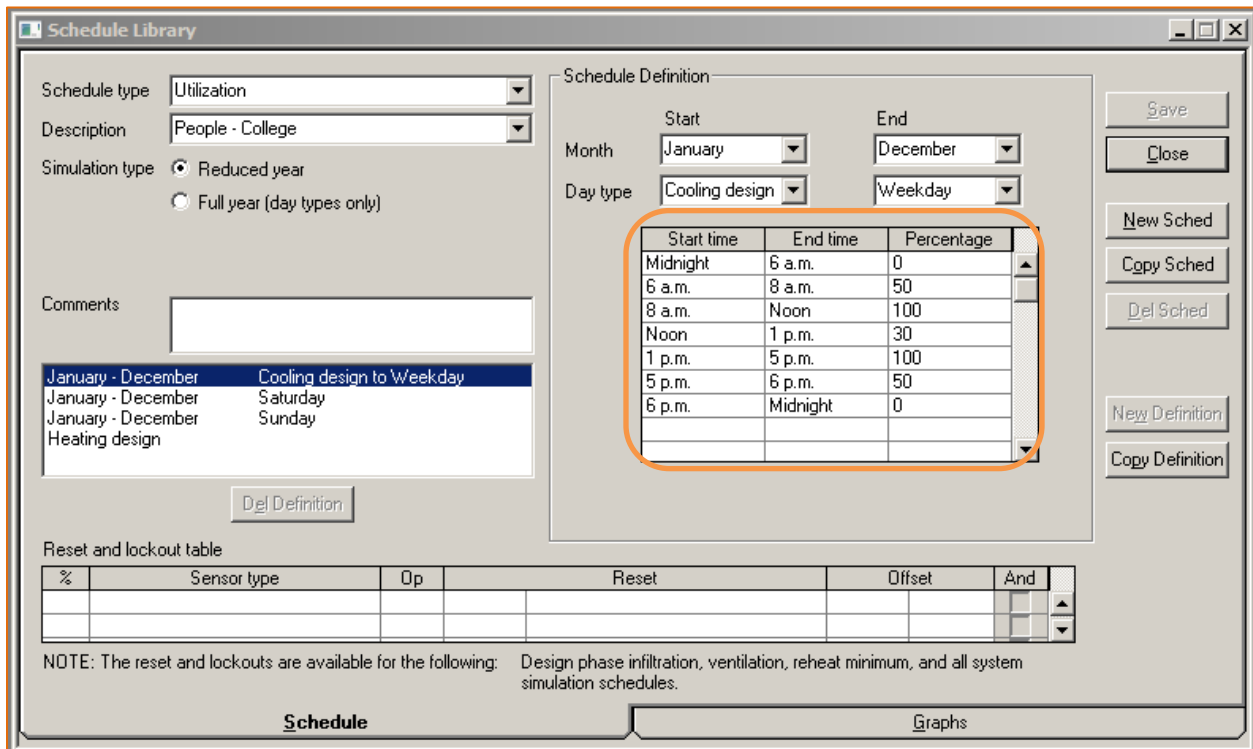 Schedule Library
Schedule type Utilization
Description People - College
Simulation type Reduced year
Full year (day types only)
Comments
January - December Cooling design to Weekday
January - December Saturday
January - December Sunday
Heating design
Del Definition
Schedule Definition
Start End
Month January December
Day type Cooling design Weekday
Start time End time Percentage
Midnight 6 a.m. 0
6 a.m. 8 a.m. 50
8 a.m. Noon 100
Noon 1 p.m. 30
1 p.m. 5 p.m. 100
5 p.m. 6 p.m. 50
6 p.m. Midnight 0
Save
Close
New Sched
Copy Sched
Del Sched
New Definition
Copy Definition
Reset and lockout table
% Sensor type Op Reset Offset And
NOTE: The reset and lockouts are available for the following: Design phase infiltration, ventilation, reheat minimum, and all system
simulation schedules.
Schedule Graphs